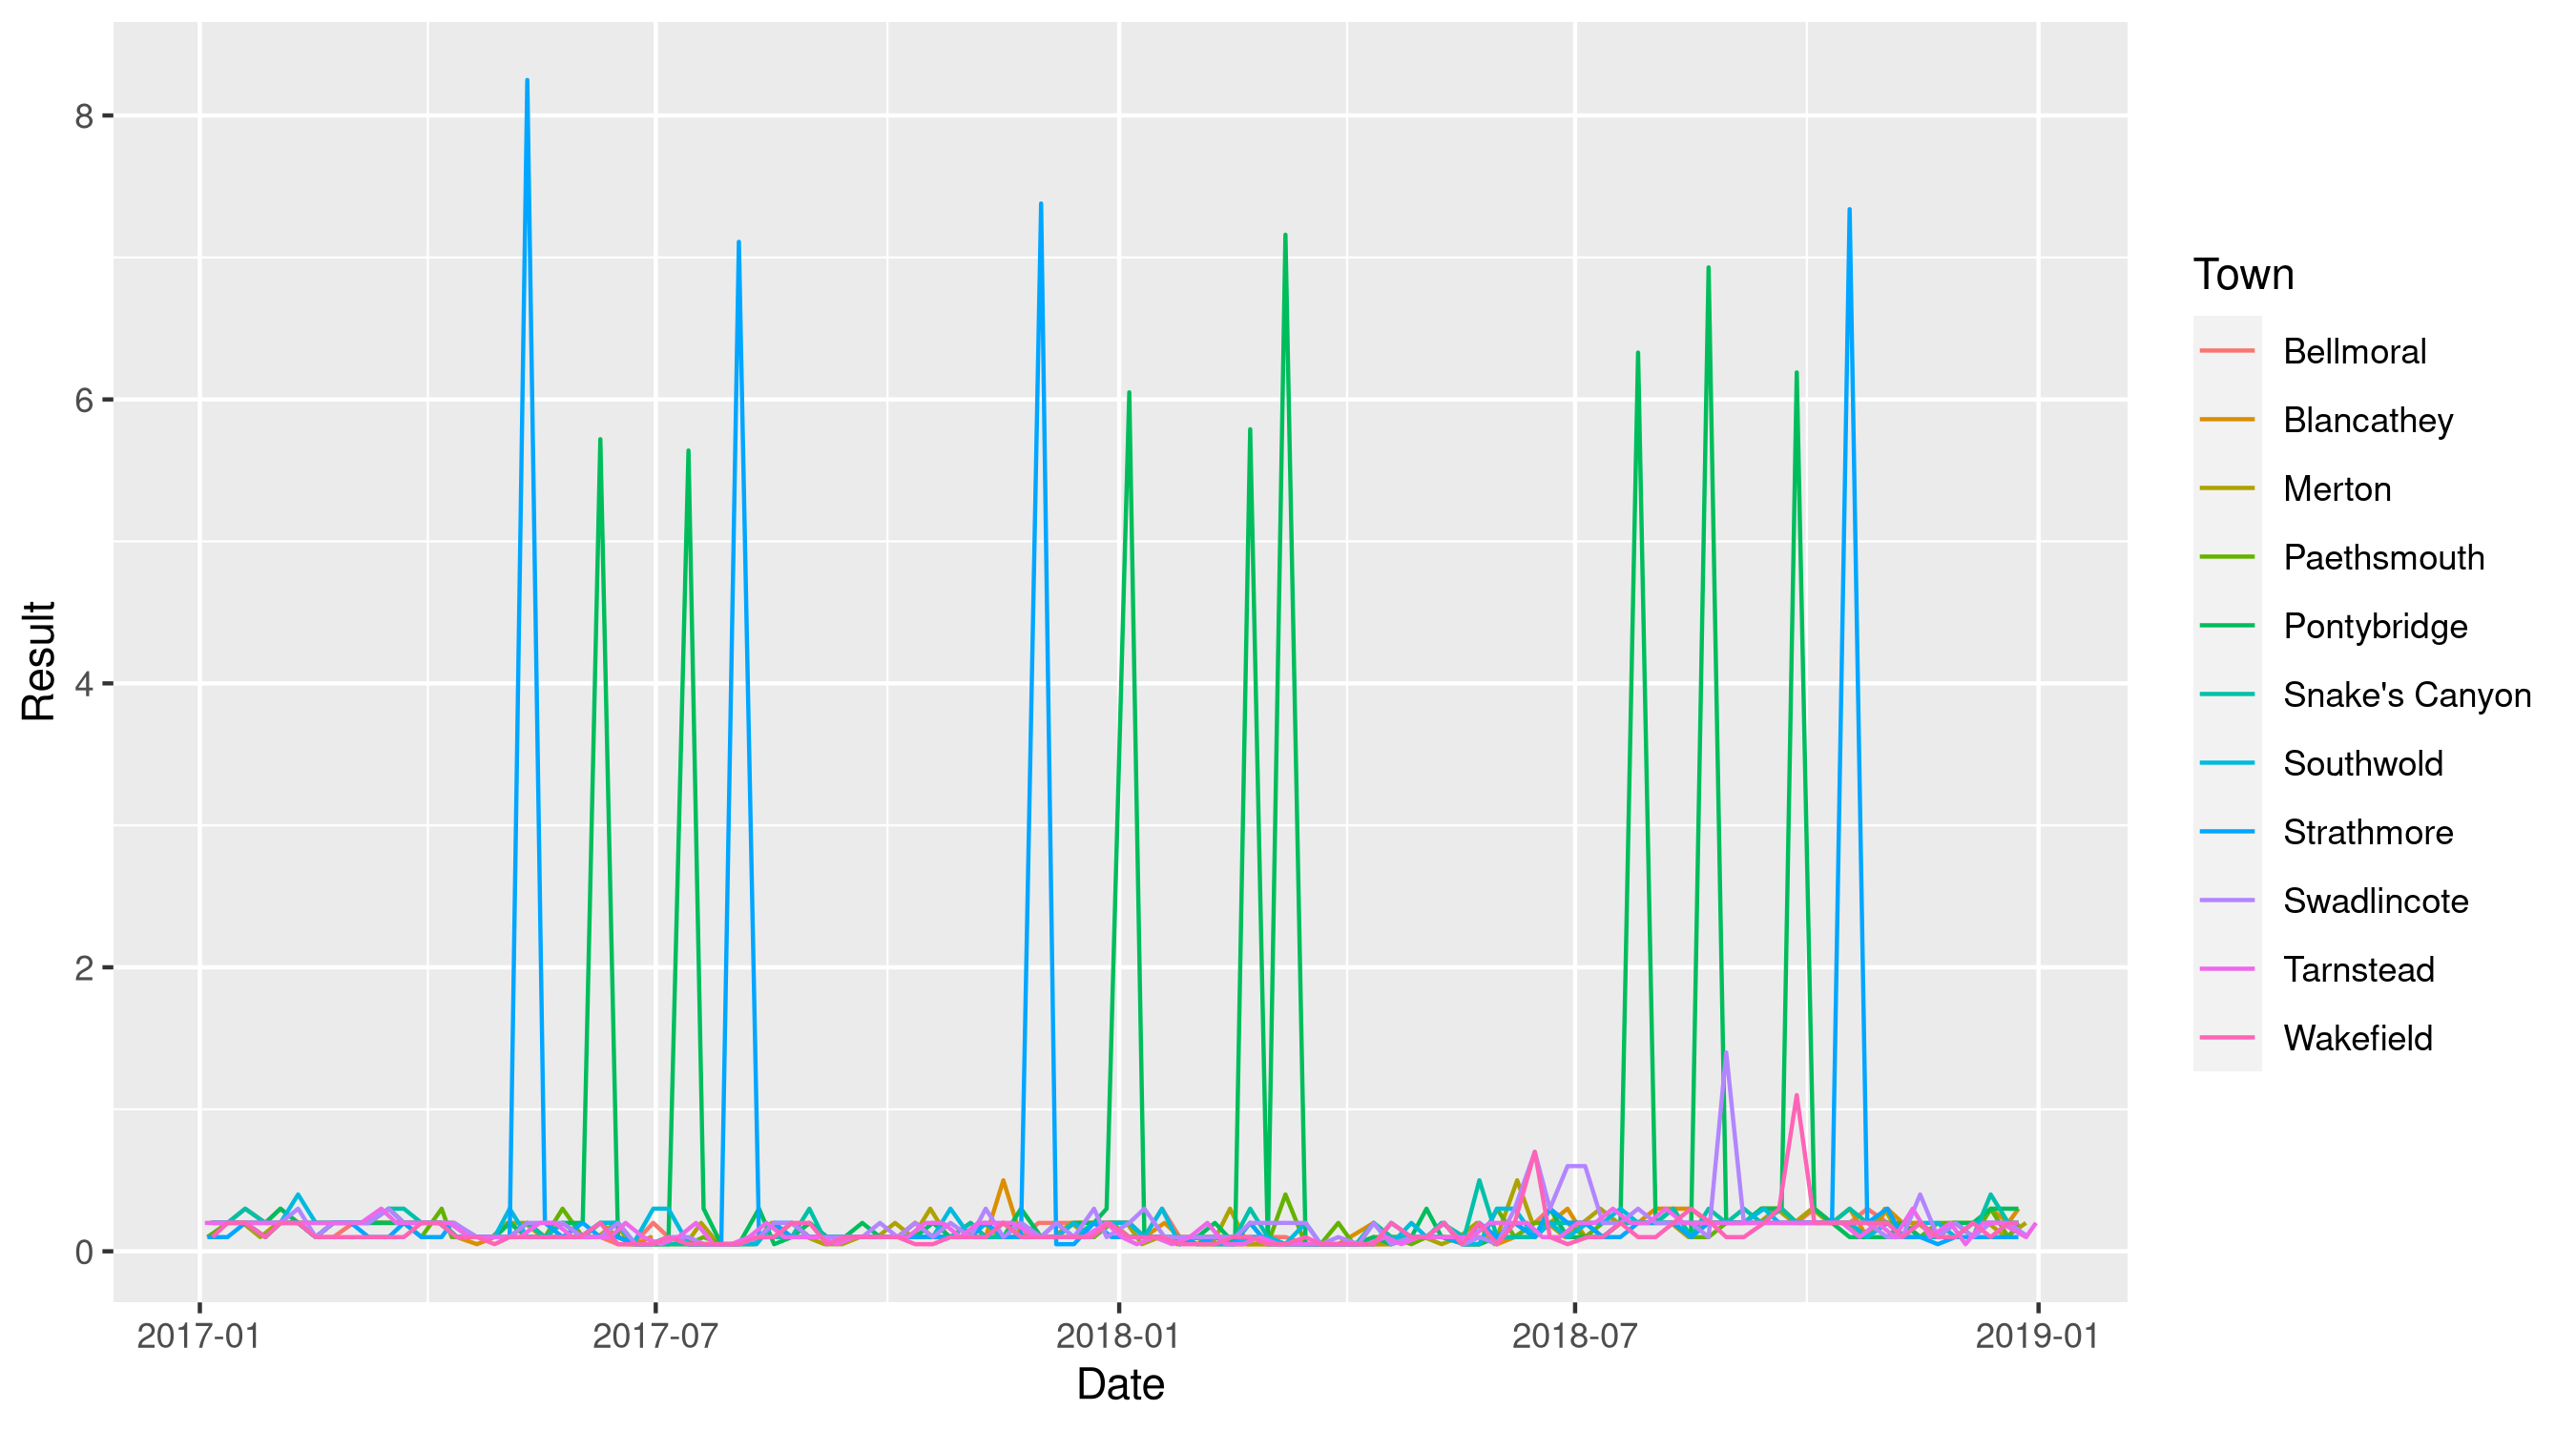 8
6
4
2
0
Result
2017-01
2017-07
2018-01
2018-07
2019-01
Date
Town
Bellmoral
Blancathey
Merton
Paethsmouth
Pontybridge
Snake's Canyon
Southwold
Strathmore
Swadlincote
Tarnstead
Wakefield